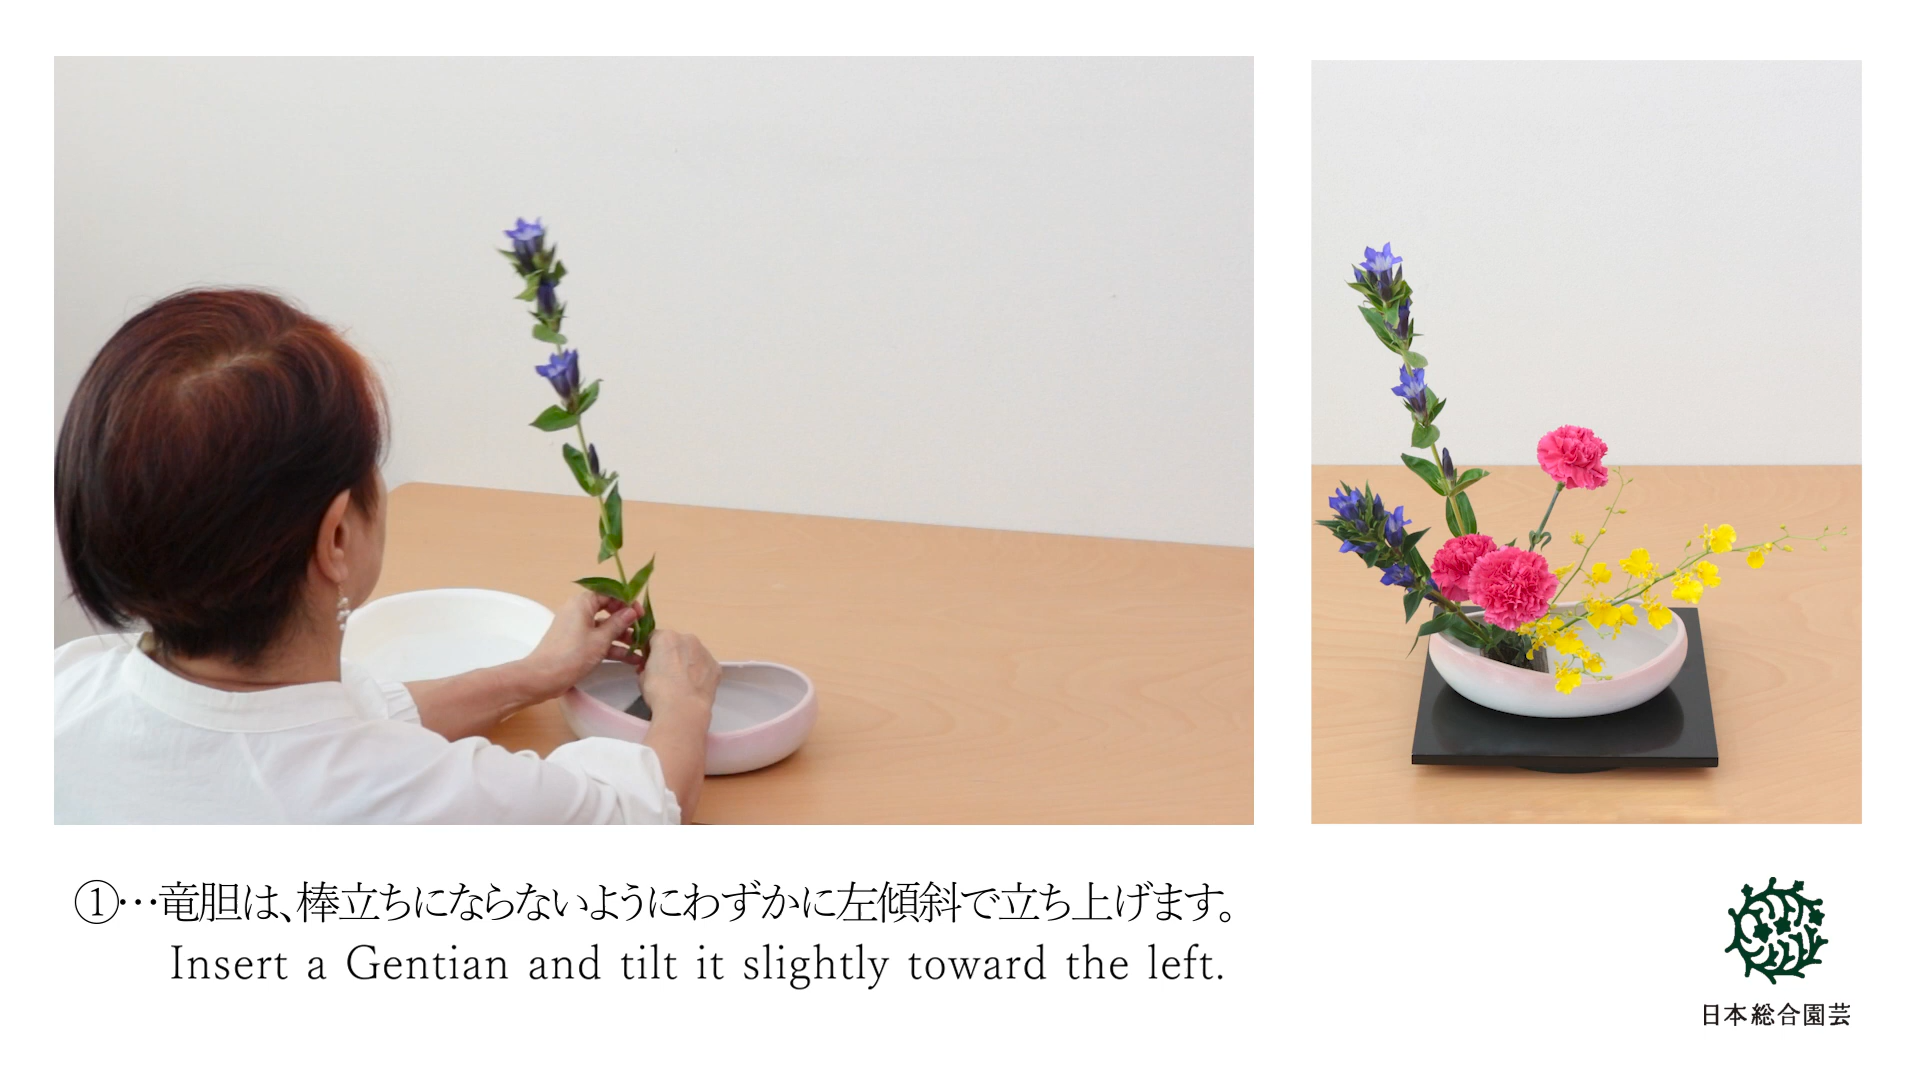 ①…竜胆は、棒立ちにならないようにわずかに左傾斜で立ち上げます。
Insert a Gentian and tilt it slightly toward the left.
日本総合園芸